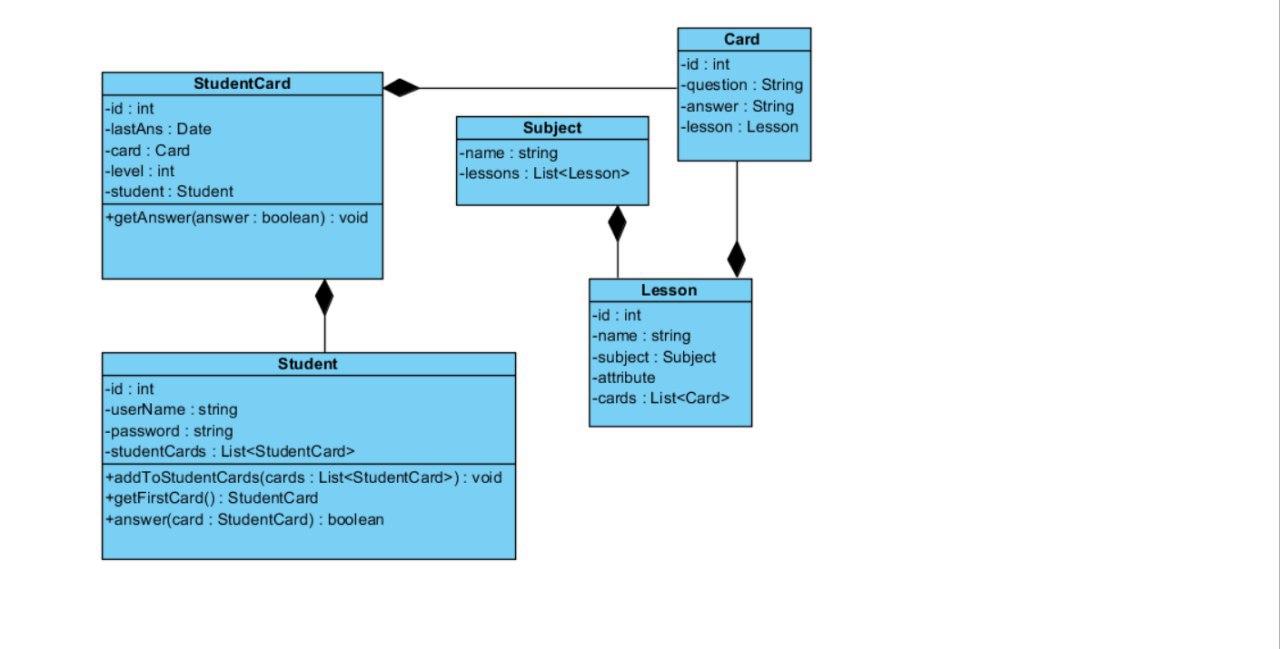 Card
-id : int
-question : String
-answer : String
-lesson : Lesson
StudentCard
-id : int
-lastAns : Date
-card : Card
-level : int
-student : Student
+getAnswer(answer : boolean) : void
Subject
-name : string
-lessons : List<Lesson>
Lesson
-id : int
-name : string
-subject : Subject
-attribute
-cards : List<Card>
Student
-id : int
-userName : string
-password : string
-studentCards : List<StudentCard>
+addToStudentCards(cards : List<StudentCard>) : void
+getFirstCard() : StudentCard
+answer(card : StudentCard) : boolean